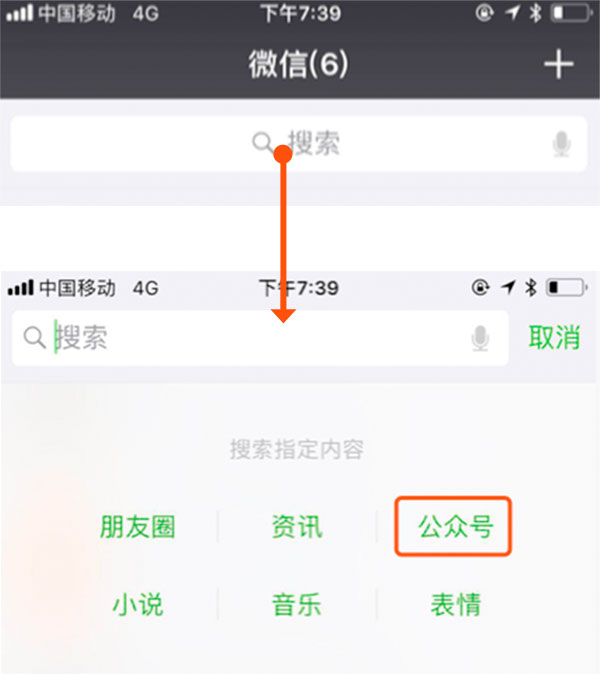 中国移动 4G 下午7:39
微信(6)
搜索
中国移动 4G 下午7:39
搜索 取消
搜索指定内容
朋友圈 资讯 公众号
小说 音乐 表情